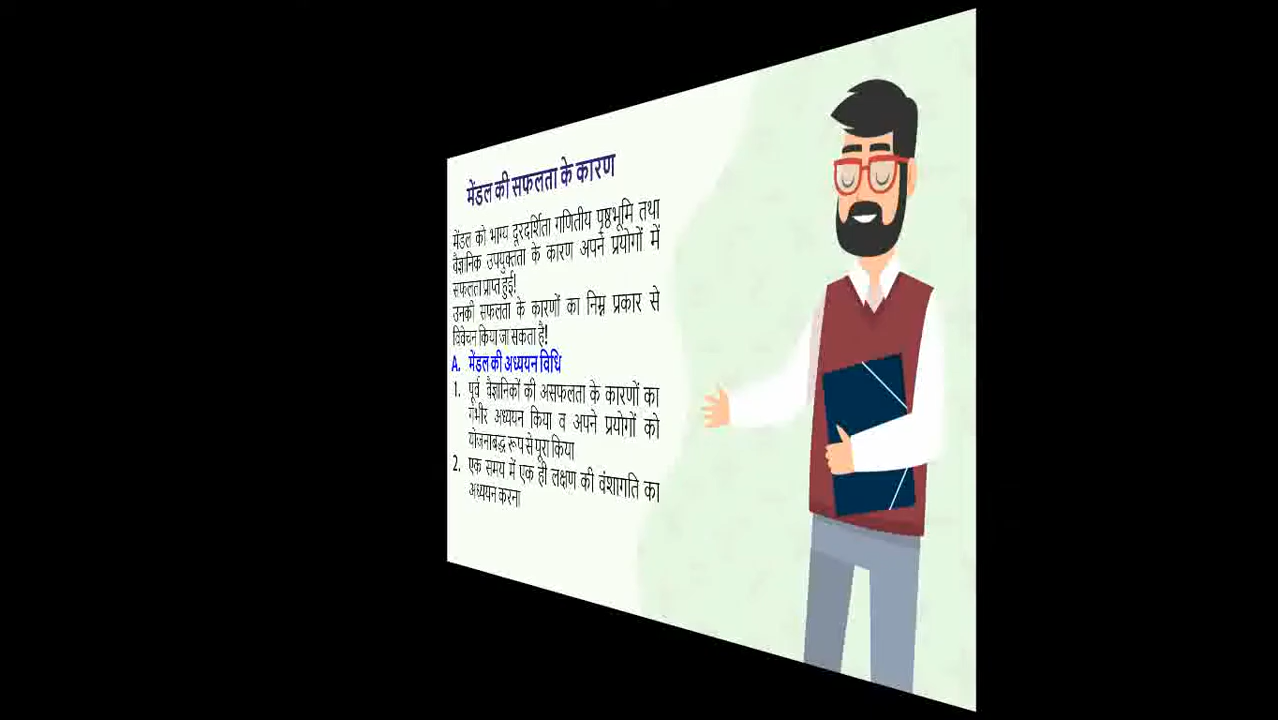 मेंडल की सफलता के कारण
मेंडल को भाग्य दूरदर्शिता गणितीय पृष्ठभूमि तथा
वैज्ञानिक उपयुक्तता के कारण अपने प्रयोगों में
सफलता प्राप्त हुई!
उनकी सफलता के कारणों का निम्न प्रकार से
विवेचन किया जा सकता है!
A. मेंडल की अध्ययन विधि
1. पूर्व वैज्ञानिकों की असफलता के कारणों का
गंभीर अध्ययन किया व अपने प्रयोगों को
योजनाबद्ध रूप से पूरा किया
2. एक समय में एक ही लक्षण की वंशागति का
अध्ययन करना